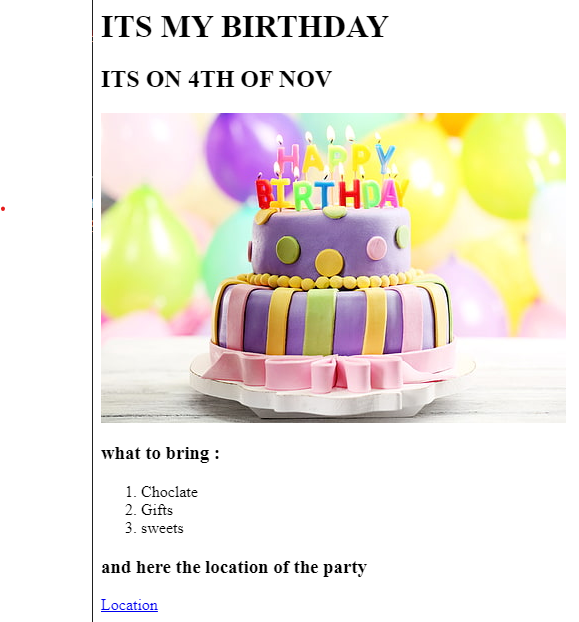 ITS MY BIRTHDAY
ITS ON 4TH OF NOV
HAPPY
BIRTHDAY
what to bring :
1. Choclate
2. Gifts
3. sweets
and here the location of the party
Location